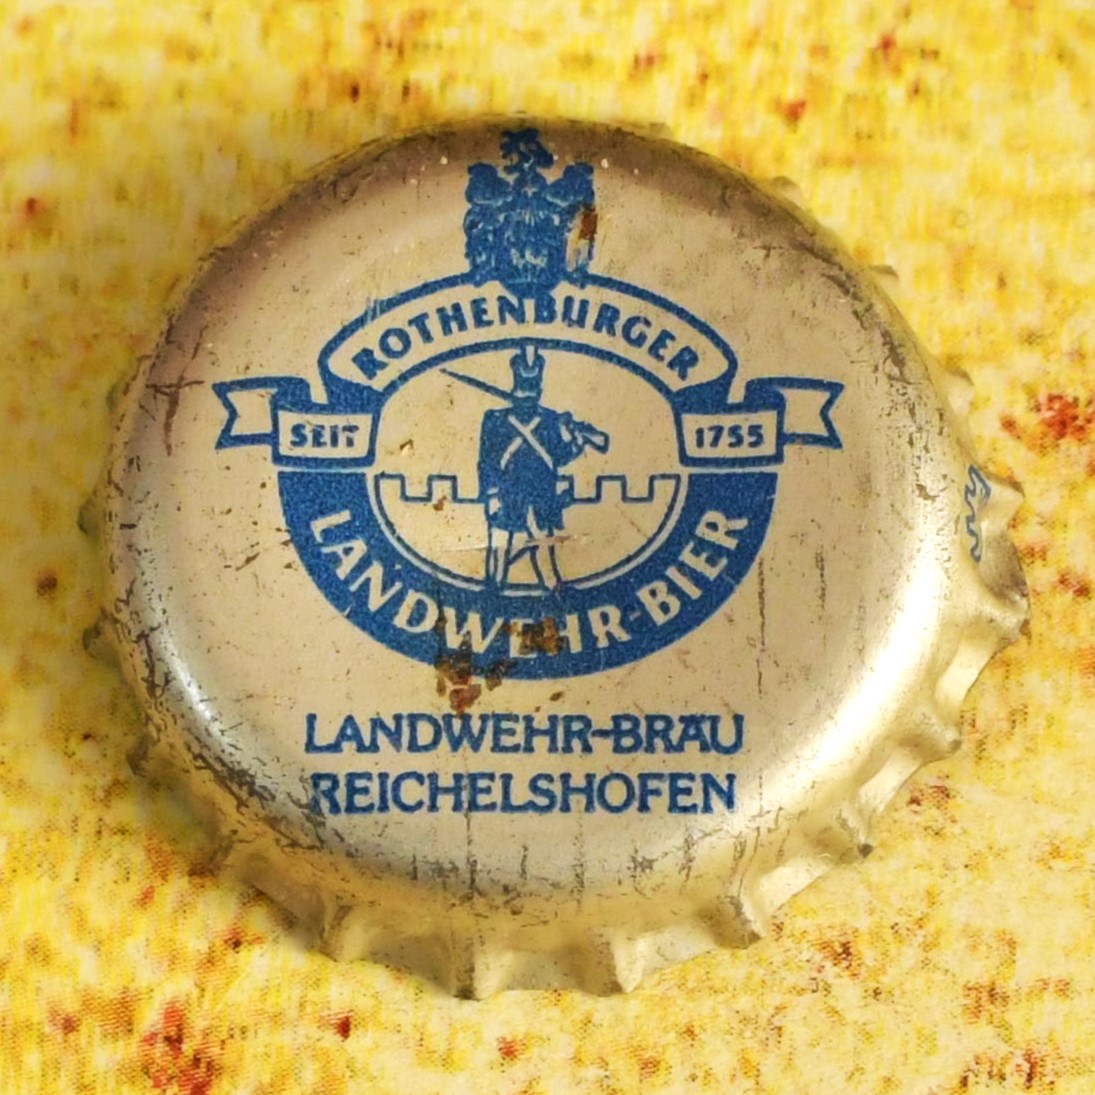 ROTHENBURGER
SEIT 1755
LANDWEHR-BIER
LANDWEHR-BRÄU
REICHELSHOFEN